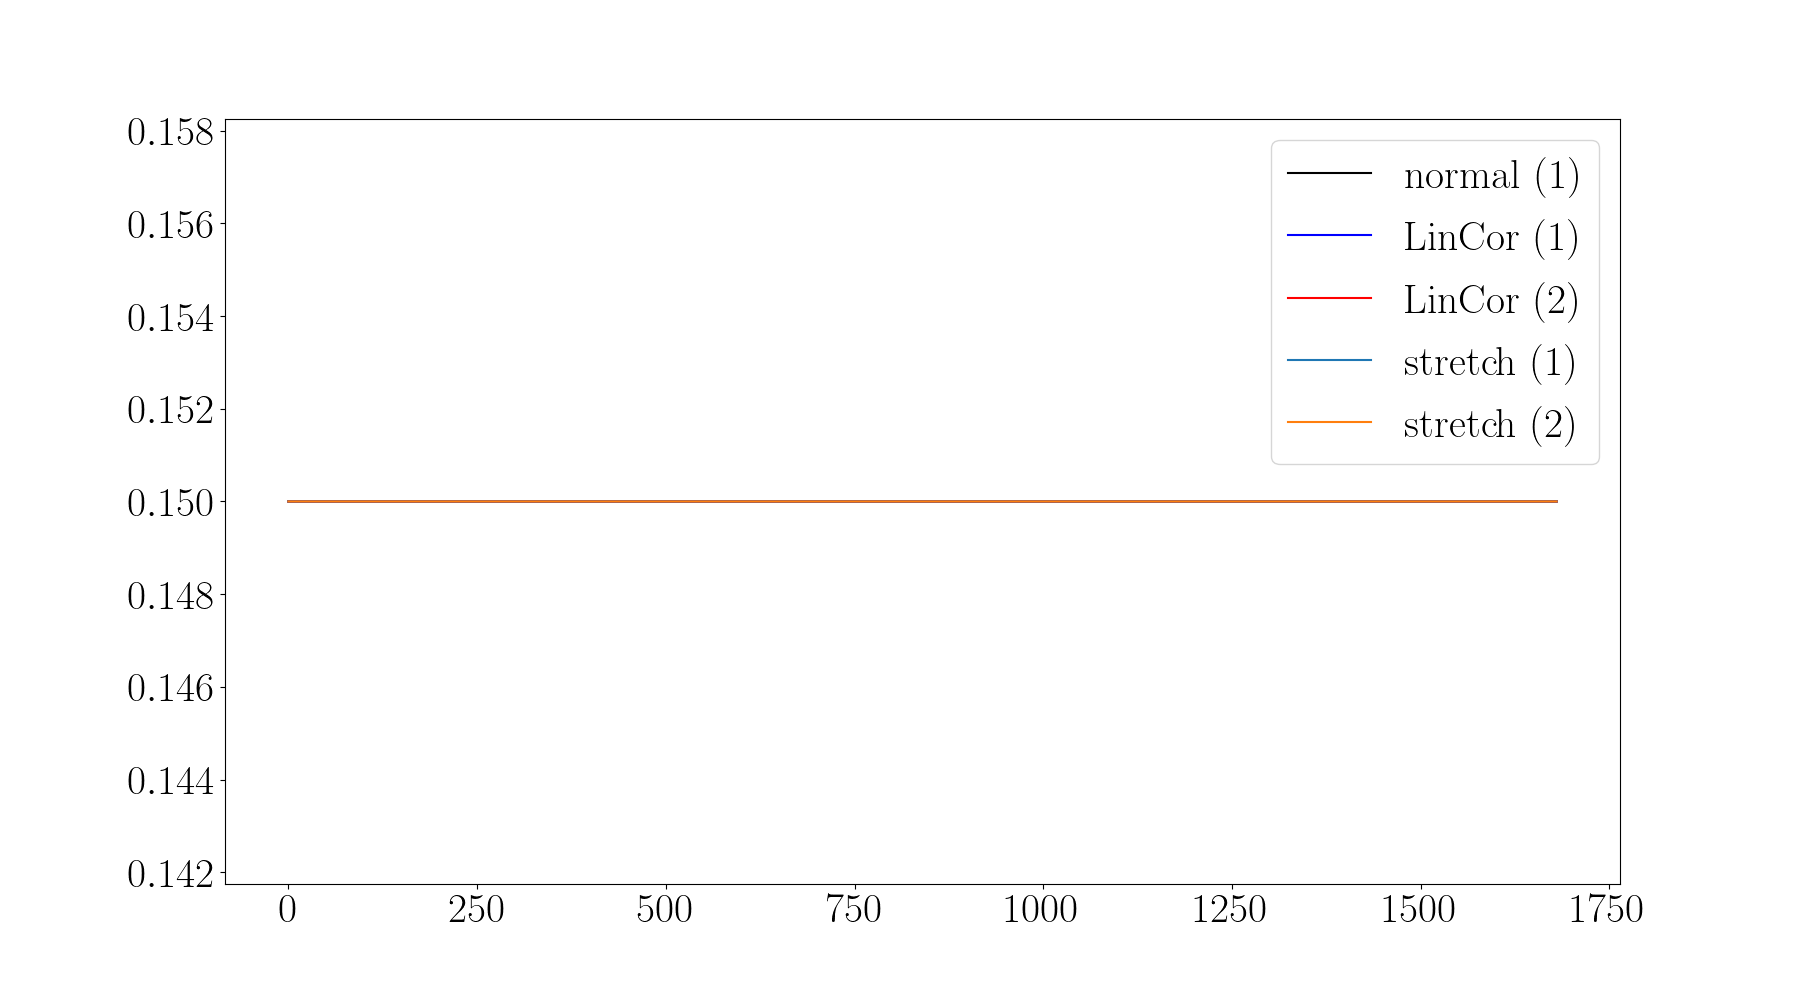 0.158
0.156
0.154
0.152
0.150
0.148
0.146
0.144
0.142
0 250 500 750 1000 1250 1500 1750
normal (1)
LinCor (1)
LinCor (2)
stretch (1)
stretch (2)